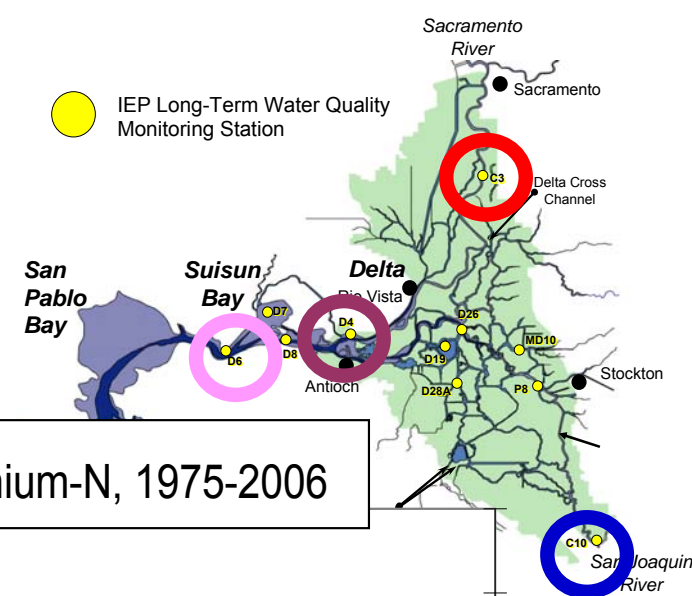 Sacramento
River
Sacramento
IEP Long-Term Water Quality
Monitoring Station
C3
Delta Cross
Channel
San
Pablo
Bay
Suisun
Bay
Delta
Rio Vista
D7
D4
D26
D6
D8
D19
MD10
Antioch
D28A
P8
Stockton
ium-N, 1975-2006
C10
San Joaquin
River